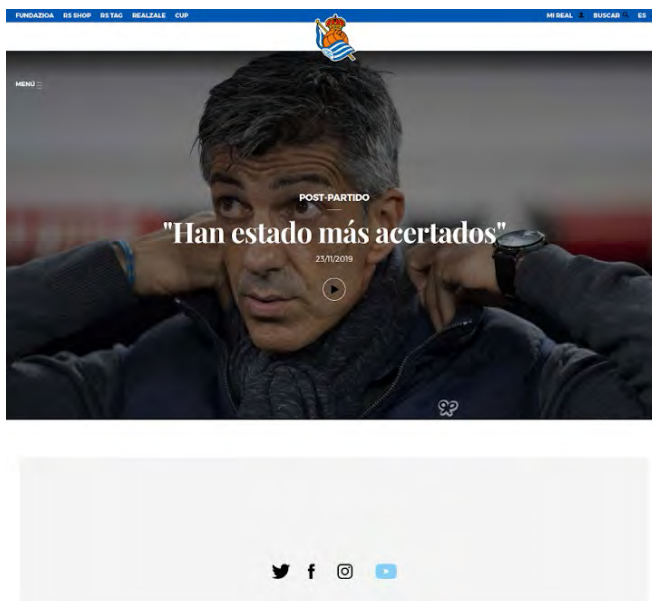 FUNDAZIOA RS SHOP RS TAG REALZALE CUP MI REAL BUSCAR ES
MENÚ
POST-PARTIDO
"Han estado más acertados"
23/11/2019